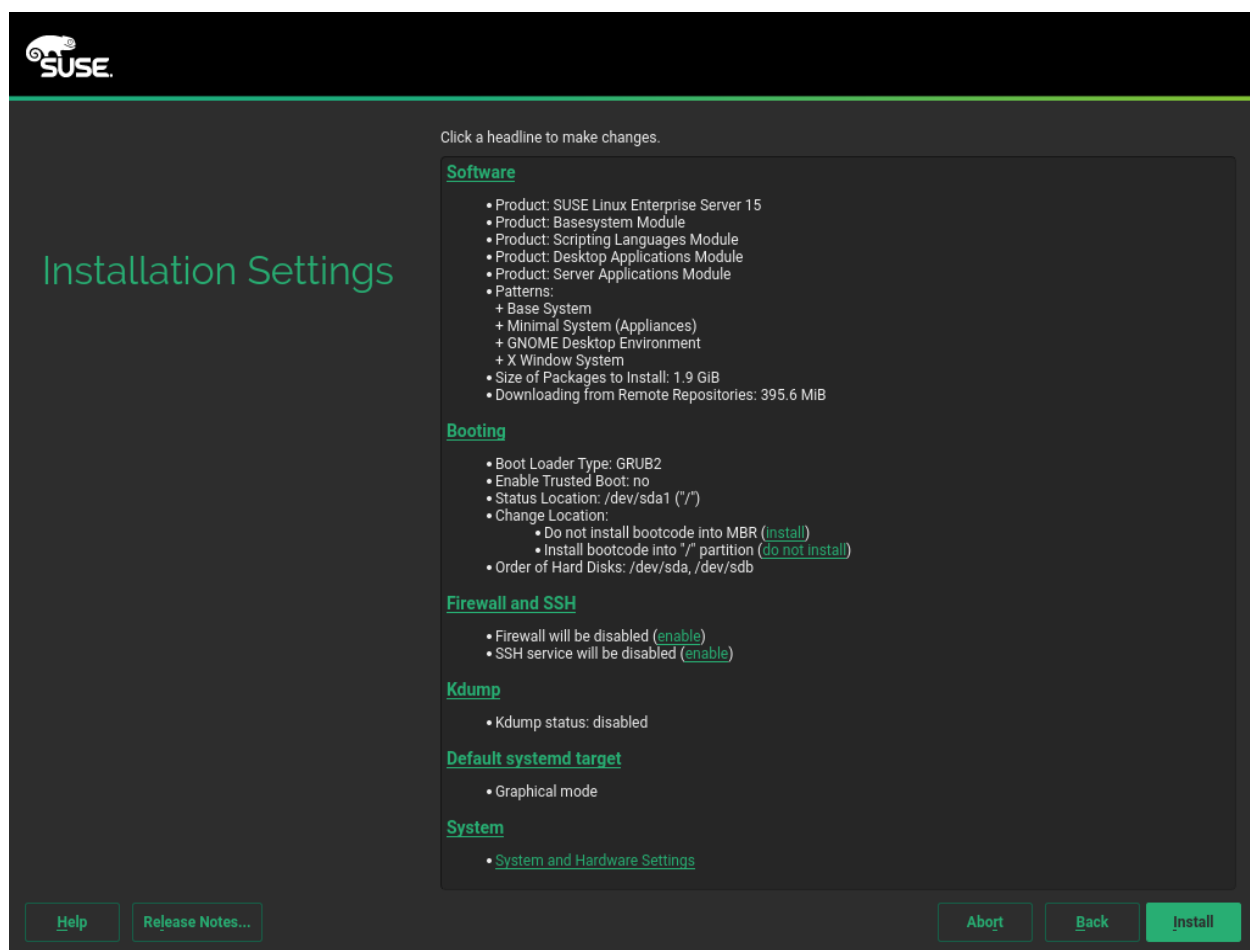 SUSE.
Click a headline to make changes.
Installation Settings
Software
• Product: SUSE Linux Enterprise Server 15
• Product: Basesystem Module
• Product: Scripting Languages Module
• Product: Desktop Applications Module
• Product: Server Applications Module
• Patterns:
+ Base System
+ Minimal System (Appliances)
+ GNOME Desktop Environment
+ X Window System
• Size of Packages to Install: 1.9 GiB
• Downloading from Remote Repositories: 395.6 MiB
Booting
• Boot Loader Type: GRUB2
• Enable Trusted Boot: no
• Status Location: /dev/sda1 ("/")
• Change Location:
• Do not install bootcode into MBR (install)
• Install bootcode into "/" partition (do not install)
• Order of Hard Disks: /dev/sda, /dev/sdb
Firewall and SSH
• Firewall will be disabled (enable)
• SSH service will be disabled (enable)
Kdump
• Kdump status: disabled
Default systemd target
• Graphical mode
System
• System and Hardware Settings
Help Release Notes... Abort Back Install